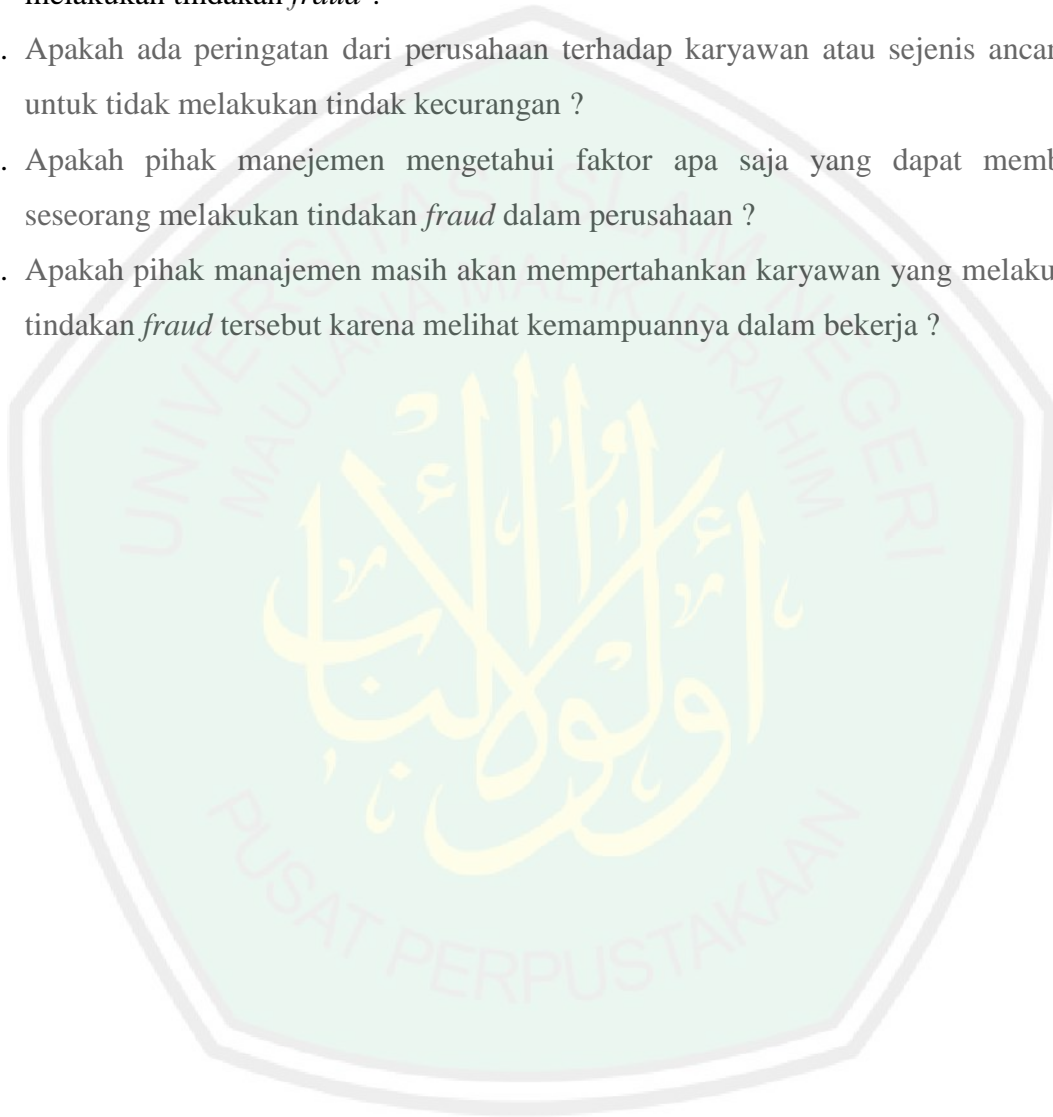 melakukan tindakan fraud ?
. Apakah ada peringatan dari perusahaan terhadap karyawan atau sejenis ancam
untuk tidak melakukan tindak kecurangan ?
. Apakah pihak manejemen mengetahui faktor apa saja yang dapat memb
seseorang melakukan tindakan fraud dalam perusahaan ?
. Apakah pihak manajemen masih akan mempertahankan karyawan yang melaku
tindakan fraud tersebut karena melihat kemampuannya dalam bekerja ?
UNIVERSITAS ISLAM NEGERI
MAULANA MALIK IBRAHIM
أولوا الألباب
PUSAT PERPUSTAKAAN